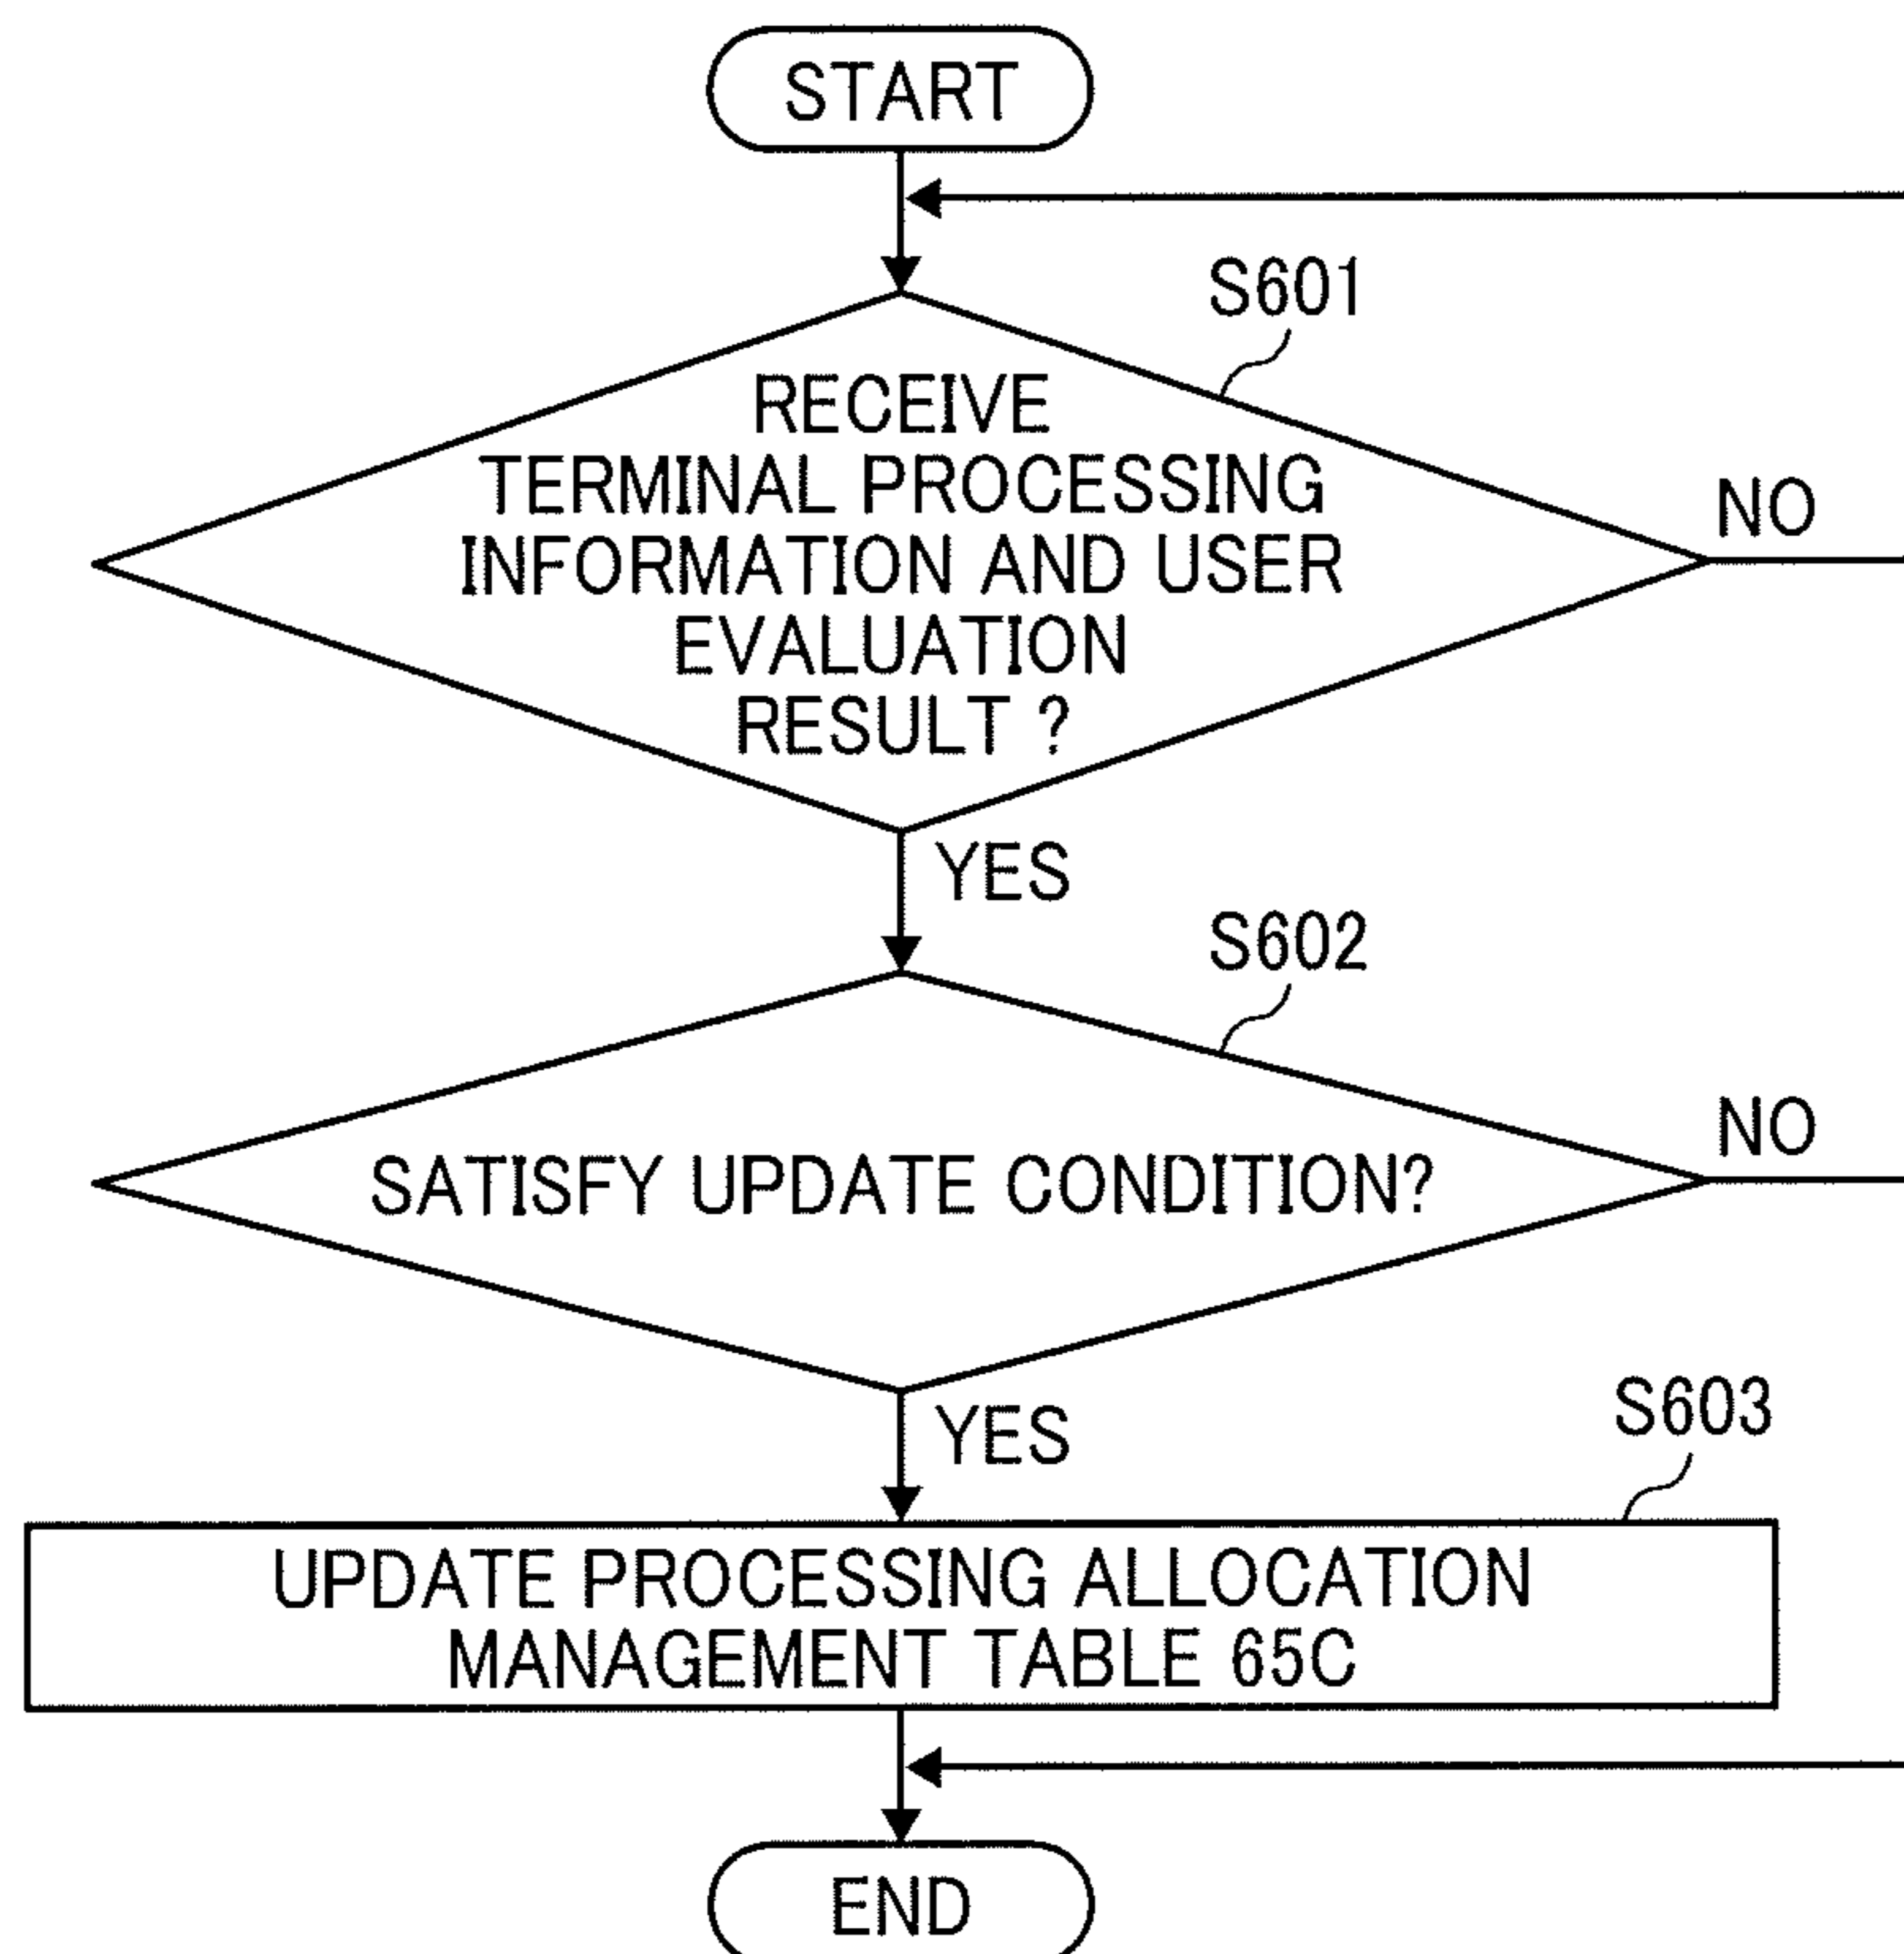 START
S601
RECEIVE
TERMINAL PROCESSING
INFORMATION AND USER
EVALUATION
RESULT ?
NO
YES
S602
SATISFY UPDATE CONDITION?
NO
YES
S603
UPDATE PROCESSING ALLOCATION
MANAGEMENT TABLE 65C
END